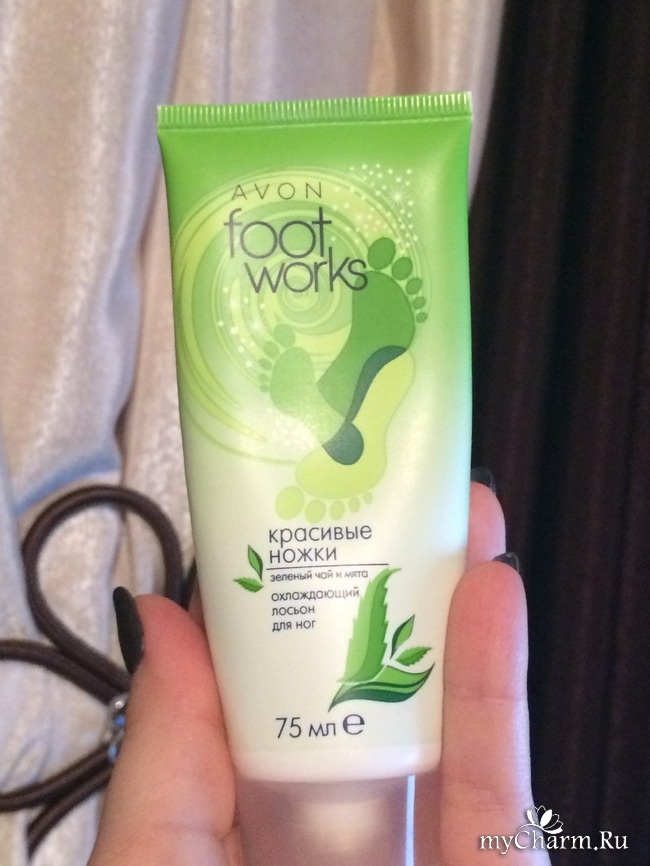 AVON
foot
works
красивые
ножки
зеленый чай и мята
охлаждающий
лосьон
для ног
75 мл e
myCharm.Ru